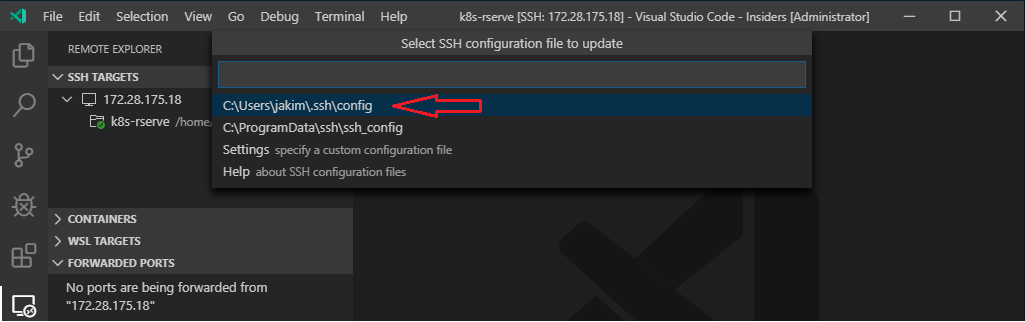 File Edit Selection View Go Debug Terminal Help k8s-rserve [SSH: 172.28.175.18] - Visual Studio Code - Insiders [Administrator]
Select SSH configuration file to update
REMOTE EXPLORER
SSH TARGETS
172.28.175.18
k8s-rserve /home/
C:\Users\jakim\.ssh\config
C:\ProgramData\ssh\ssh_config
Settings specify a custom configuration file
Help about SSH configuration files
CONTAINERS
WSL TARGETS
FORWARDED PORTS
No ports are being forwarded from
"172.28.175.18"